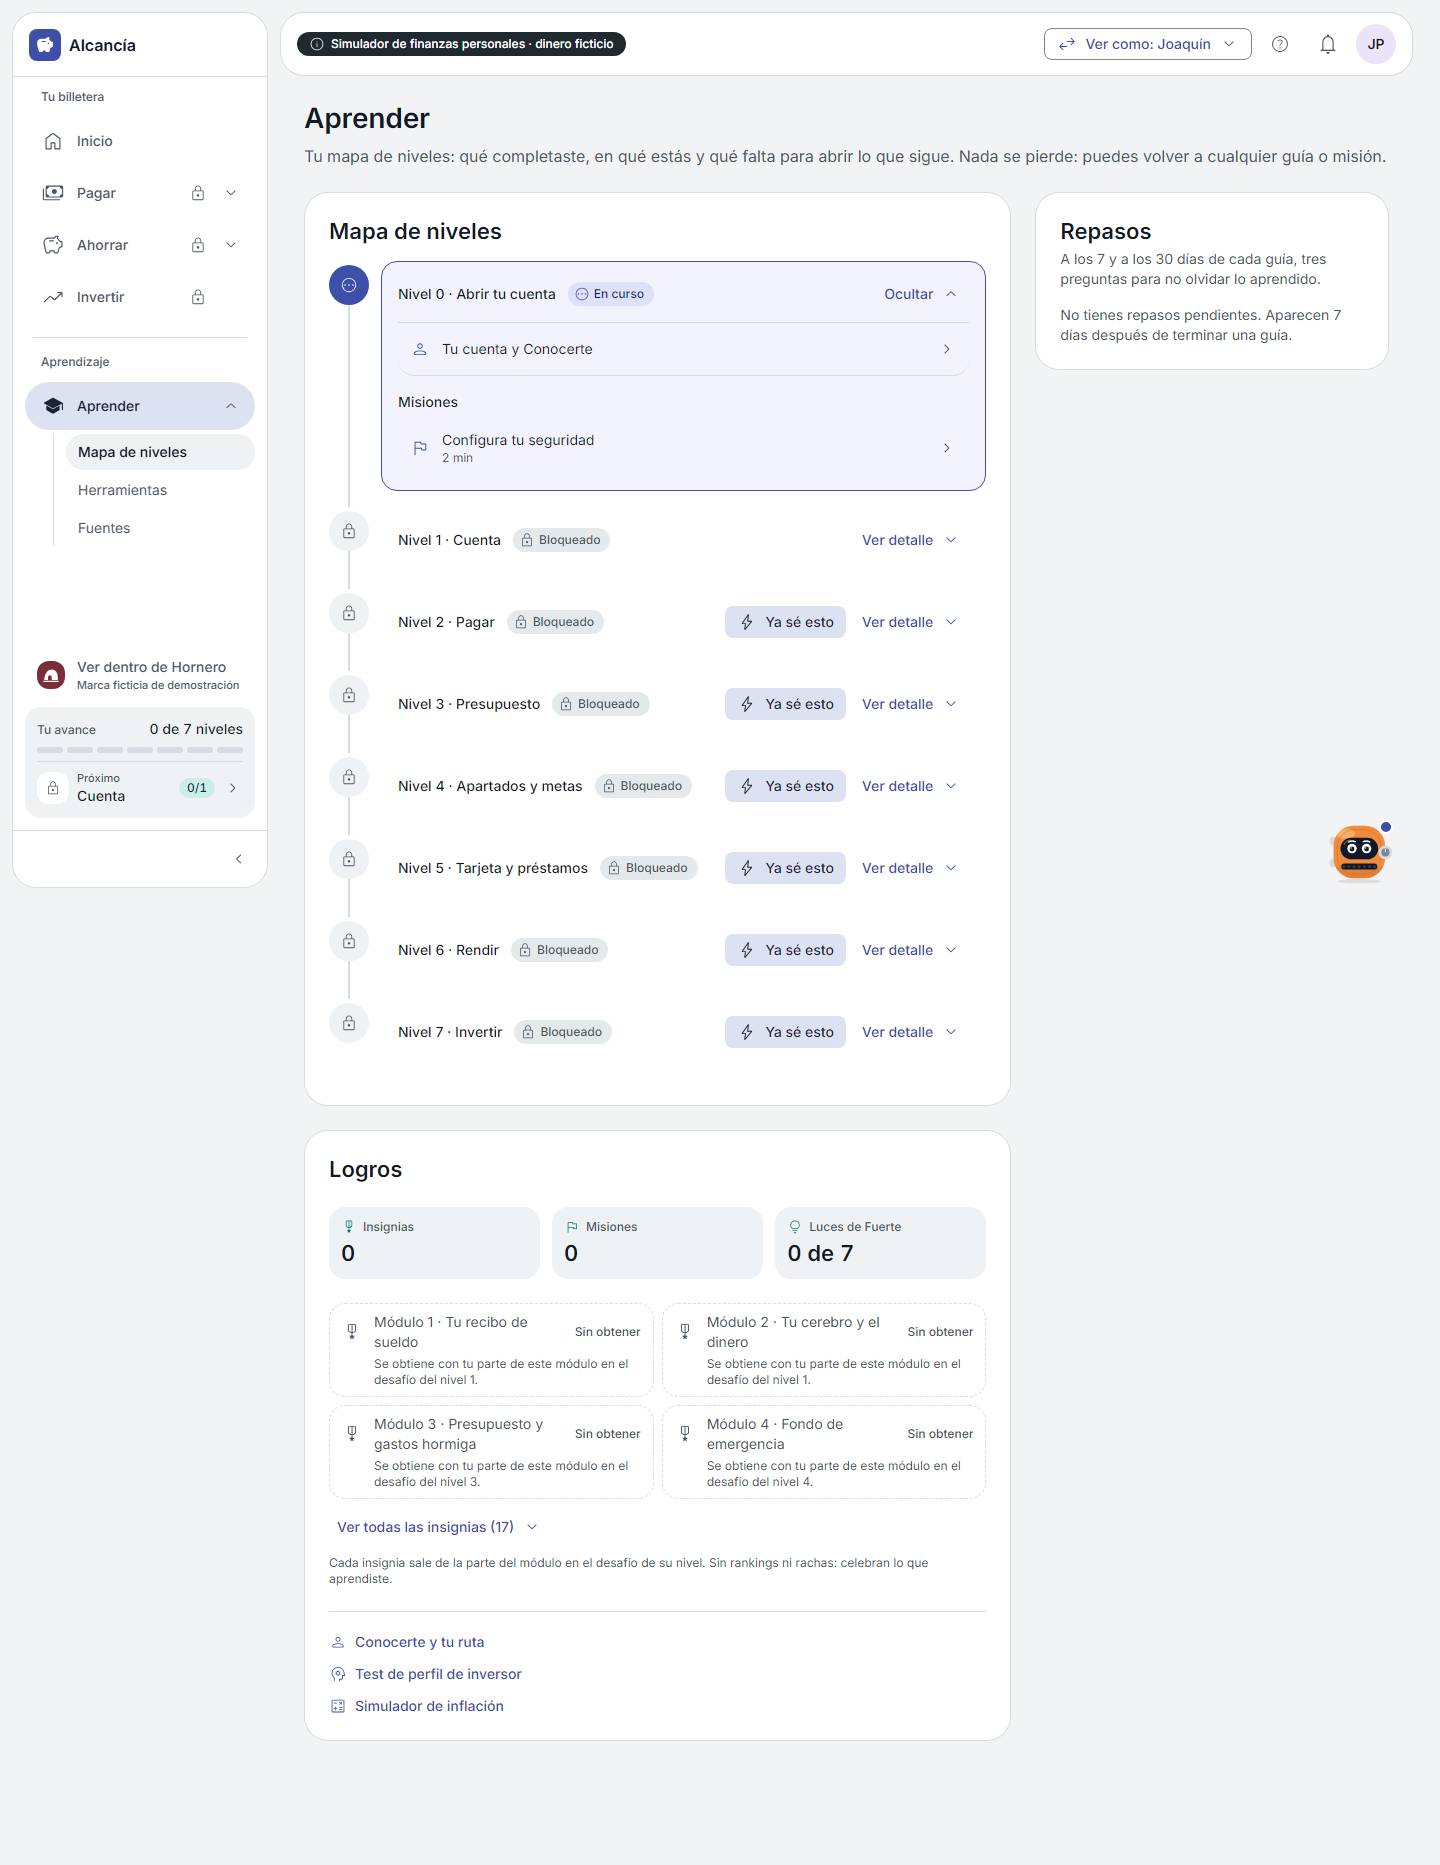 Alcancía
Simulador de finanzas personales · dinero ficticio
Ver como: Joaquín
JP
Tu billetera
Inicio
Pagar
Ahorrar
Invertir
Aprendizaje
Aprender
Mapa de niveles
Herramientas
Fuentes
Ver dentro de Hornero
Marca ficticia de demostración
Tu avance
0 de 7 niveles
Próximo
Cuenta
0/1
Aprender
Tu mapa de niveles: qué completaste, en qué estás y qué falta para abrir lo que sigue. Nada se pierde: puedes volver a cualquier guía o misión.
Mapa de niveles
Nivel 0 · Abrir tu cuenta
En curso
Ocultar
Tu cuenta y Conocerte
Misiones
Configura tu seguridad
2 min
Nivel 1 · Cuenta
Bloqueado
Ver detalle
Nivel 2 · Pagar
Bloqueado
Ya sé esto
Ver detalle
Nivel 3 · Presupuesto
Bloqueado
Ya sé esto
Ver detalle
Nivel 4 · Apartados y metas
Bloqueado
Ya sé esto
Ver detalle
Nivel 5 · Tarjeta y préstamos
Bloqueado
Ya sé esto
Ver detalle
Nivel 6 · Rendir
Bloqueado
Ya sé esto
Ver detalle
Nivel 7 · Invertir
Bloqueado
Ya sé esto
Ver detalle
Repasos
A los 7 y a los 30 días de cada guía, tres
preguntas para no olvidar lo aprendido.
No tienes repasos pendientes. Aparecen 7
días después de terminar una guía.
Logros
Insignias
0
Misiones
0
Luces de Fuerte
0 de 7
Módulo 1 · Tu recibo de
sueldo
Sin obtener
Se obtiene con tu parte de este módulo en el
desafío del nivel 1.
Módulo 2 · Tu cerebro y el
dinero
Sin obtener
Se obtiene con tu parte de este módulo en el
desafío del nivel 1.
Módulo 3 · Presupuesto y
gastos hormiga
Sin obtener
Se obtiene con tu parte de este módulo en el
desafío del nivel 3.
Módulo 4 · Fondo de
emergencia
Sin obtener
Se obtiene con tu parte de este módulo en el
desafío del nivel 4.
Ver todas las insignias (17)
Cada insignia sale de la parte del módulo en el desafío de su nivel. Sin rankings ni rachas: celebran lo que
aprendiste.
Conocerte y tu ruta
Test de perfil de inversor
Simulador de inflación